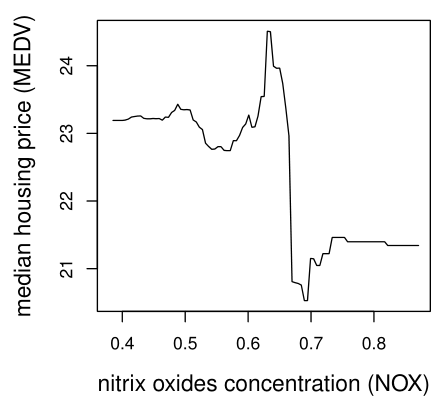 median housing price (MEDV)
24
23
22
21
0.4 0.5 0.6 0.7 0.8
nitrix oxides concentration (NOX)